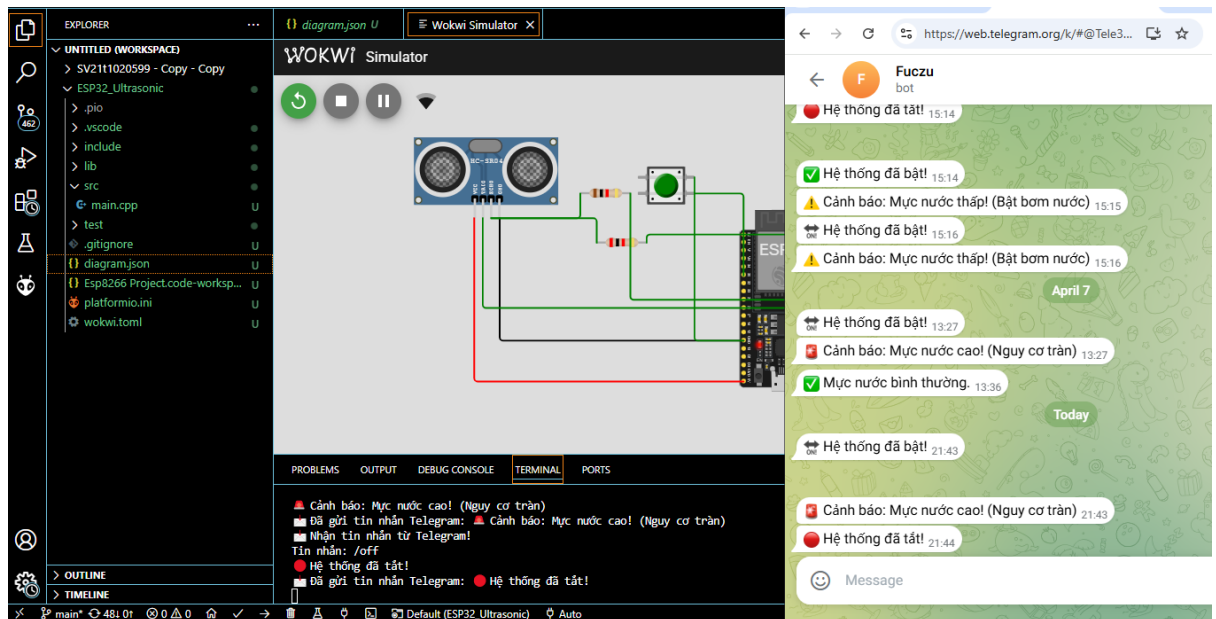 EXPLORER
UNTITLED (WORKSPACE)
SV21t1020599 - Copy - Copy
ESP32_Ultrasonic
.pio
.vscode
include
lib
src
main.cpp U
test
.gitignore U
diagram.json U
Esp8266 Project.code-worksp... U
platformio.ini U
wokwi.toml U
OUTLINE
TIMELINE
462
diagram.json U
Wokwi Simulator
WOKWI Simulator
HC-SR04
VCC
TRIG
ECHO
GND
ESP
PROBLEMS OUTPUT DEBUG CONSOLE TERMINAL PORTS
🚨 Cảnh báo: Mực nước cao! (Nguy cơ tràn)
📩 Đã gửi tin nhắn Telegram: 🚨 Cảnh báo: Mực nước cao! (Nguy cơ tràn)
📩 Nhận tin nhắn từ Telegram!
Tin nhắn: /off
🔴 Hệ thống đã tắt!
📩 Đã gửi tin nhắn Telegram: 🔴 Hệ thống đã tắt!
main* 48↓ 0↑ 0 0 Default (ESP32_Ultrasonic) Auto
https://web.telegram.org/k/#@Tele3...
F
Fuczu
bot
🔴 Hệ thống đã tắt! 15:14
✅ Hệ thống đã bật! 15:14
⚠️ Cảnh báo: Mực nước thấp! (Bật bơm nước) 15:15
🔛 Hệ thống đã bật! 15:16
⚠️ Cảnh báo: Mực nước thấp! (Bật bơm nước) 15:16
April 7
🔛 Hệ thống đã bật! 13:27
🚨 Cảnh báo: Mực nước cao! (Nguy cơ tràn) 13:27
✅ Mực nước bình thường. 13:36
Today
🔛 Hệ thống đã bật! 21:43
🚨 Cảnh báo: Mực nước cao! (Nguy cơ tràn) 21:43
🔴 Hệ thống đã tắt! 21:44
Message